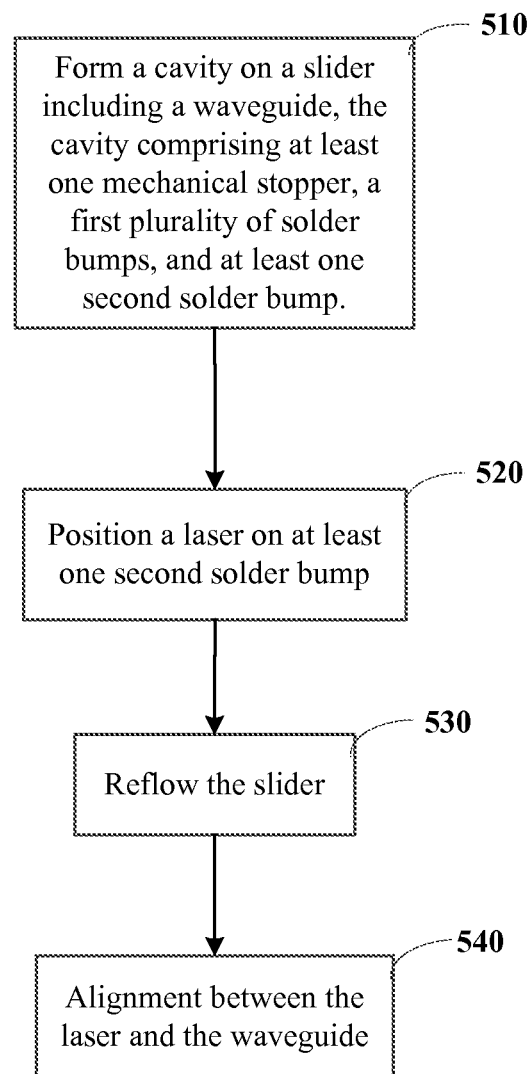 510
Form a cavity on a slider
including a waveguide, the
cavity comprising at least
one mechanical stopper, a
first plurality of solder
bumps, and at least one
second solder bump.
520
Position a laser on at least
one second solder bump
530
Reflow the slider
540
Alignment between the
laser and the waveguide